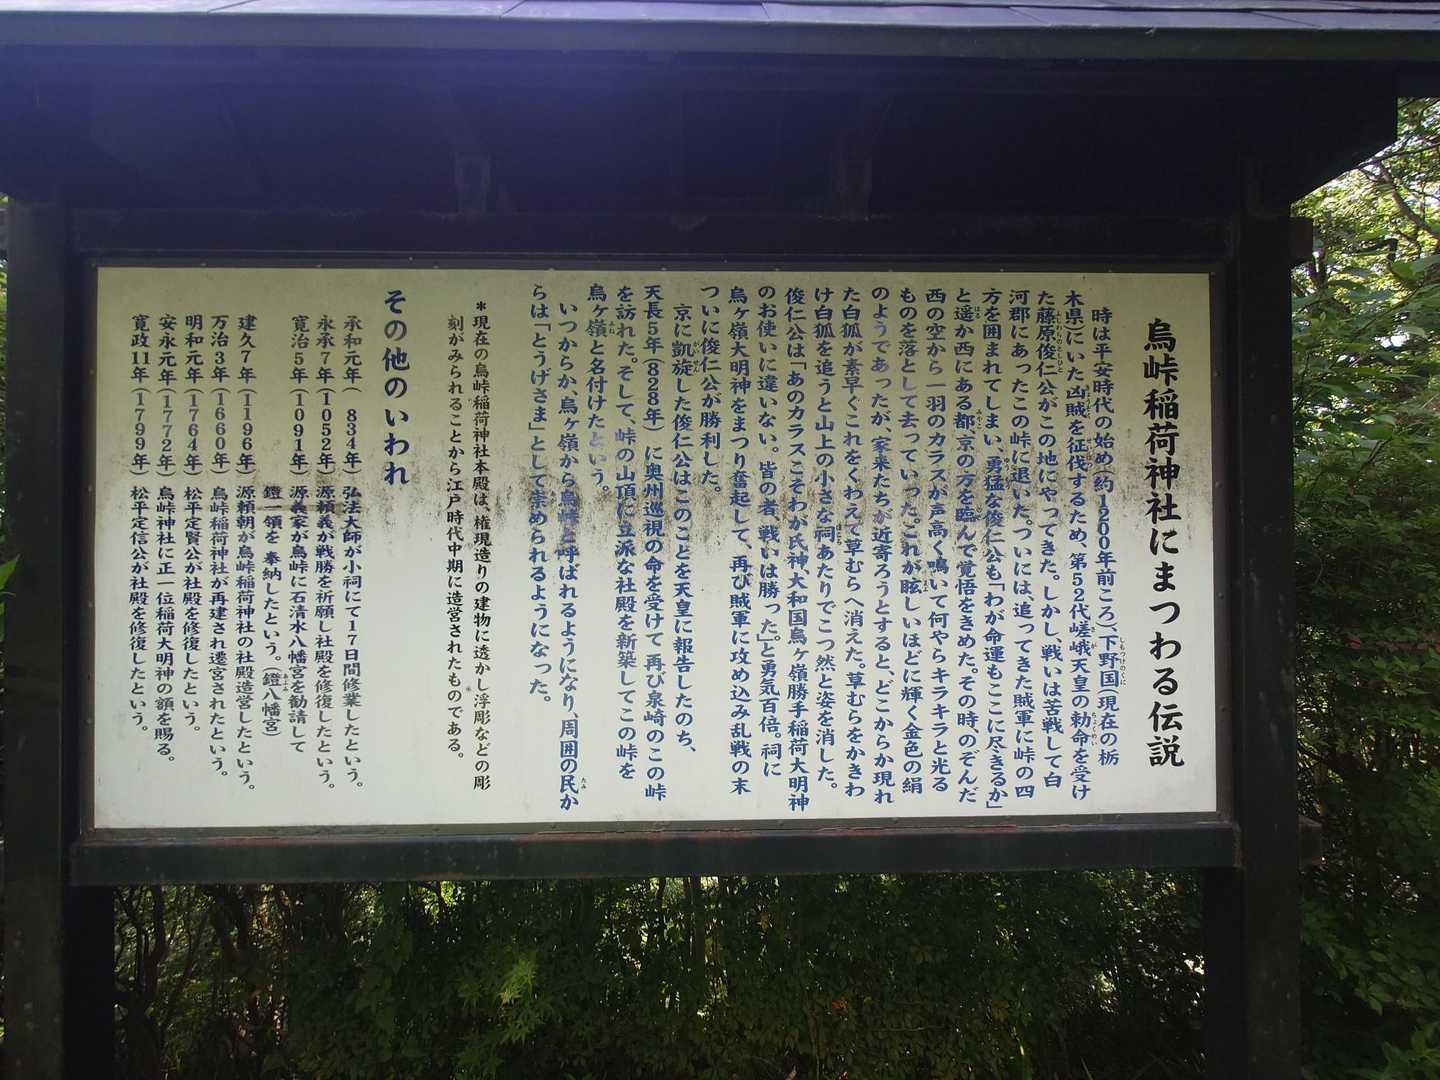 烏峠稲荷神社にまつわる伝説
時は平安時代の始め(約1200年前ころ)下野国(現在の栃
木県)にいた凶賊を征伐するため、第52代嵯峨天皇の勅命を受け
た藤原俊仁公がこの地にやってきた。しかし、戦いは苦戦して白
河郡にあったこの峠に退いた。ついには、追ってきた賊軍に峠の四
方を囲まれてしまい、勇猛な俊仁公も「わが命運もここに尽きるか」
と遥か西にある都、京の方を臨んで覚悟をきめた。その時、のぞんだ
西の空から一羽のカラスが声高く鳴いて何やらキラキラと光る
ものを落として去っていった。これが眩しいほどに輝く金色の絹
のようであったが、家来たちが近寄ろうとすると、どこからか現れ
た白狐が素早くこれをくわえて草むらへ消えた。草むらをかきわ
け白狐を追うと山上の小さな祠あたりでこつ然と姿を消した。
俊仁公は「あのカラスこそわが氏神、大和国烏ヶ嶺勝手稲荷大明神
のお使いに違いない。皆の者、戦いは勝った」。と勇気百倍。祠に
烏ヶ嶺大明神をまつり奮起して、再び賊軍に攻め込み乱戦の末
ついに俊仁公が勝利した。
京に凱旋した俊仁公はこのことを天皇に報告したのち、
天長5年(828年)に奥州巡視の命を受けて再び泉崎のこの峠
を訪れた。そして、峠の山頂に立派な社殿を新築してこの峠を
烏ヶ嶺と名付けたという。
いつからか、烏ヶ嶺から烏峠と呼ばれるようになり、周囲の民か
らは「とうげさま」として崇められるようになった。
*現在の烏峠稲荷神社本殿は、権現造りの建物に透かし浮彫などの彫
刻がみられることから江戸時代中期に造営されたものである。
その他のいわれ
承和元年( 834年) 弘法大師が小祠にて17日間修業したという。
永承7年(1052年) 源頼義が戦勝を祈願し社殿を修復したという。
寛治5年(1091年) 源義家が烏峠に石清水八幡宮を勧請して
鎧一領を 奉納したという。(鎧八幡宮)
建久7年(1196年) 源頼朝が烏峠稲荷神社の社殿造営したという。
万治3年(1660年) 烏峠稲荷神社が再建され遷宮されたという。
明和元年(1764年) 松平定賢公が社殿を修復したという。
安永元年(1772年) 烏峠神社に正一位稲荷大明神の額を賜る。
寛政11年(1799年) 松平定信公が社殿を修復したという。